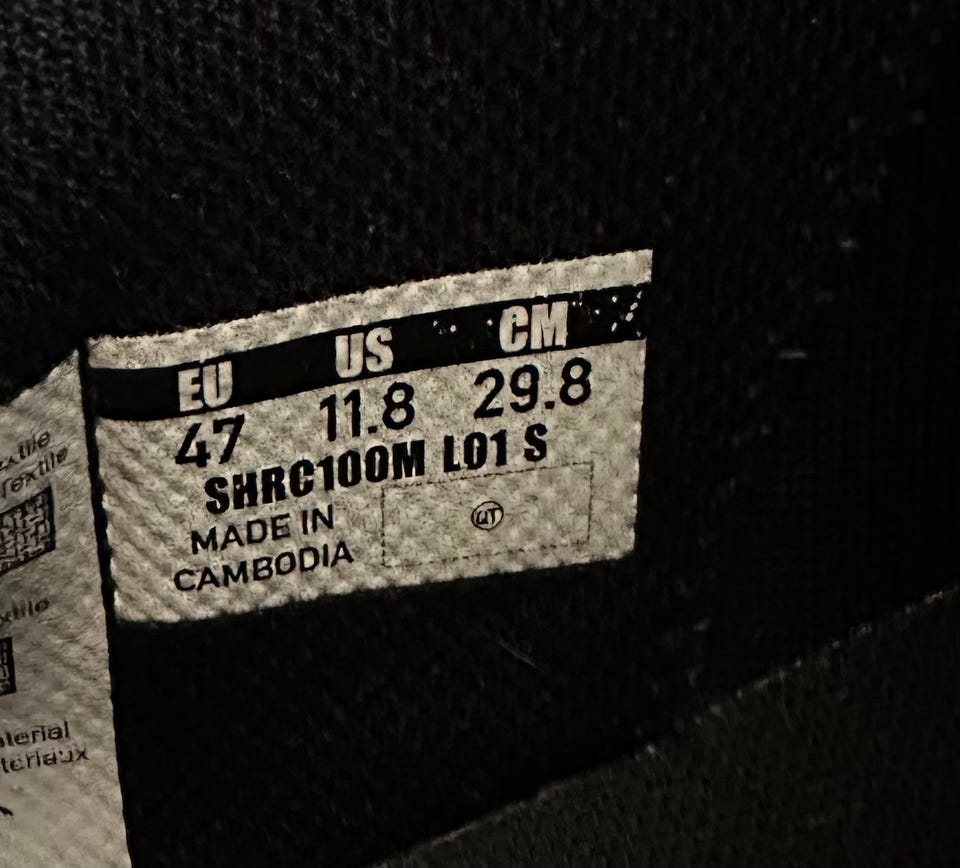 EU US CM
47 11.8 29.8
SHRC100M L01 S
MADE IN
CAMBODIA